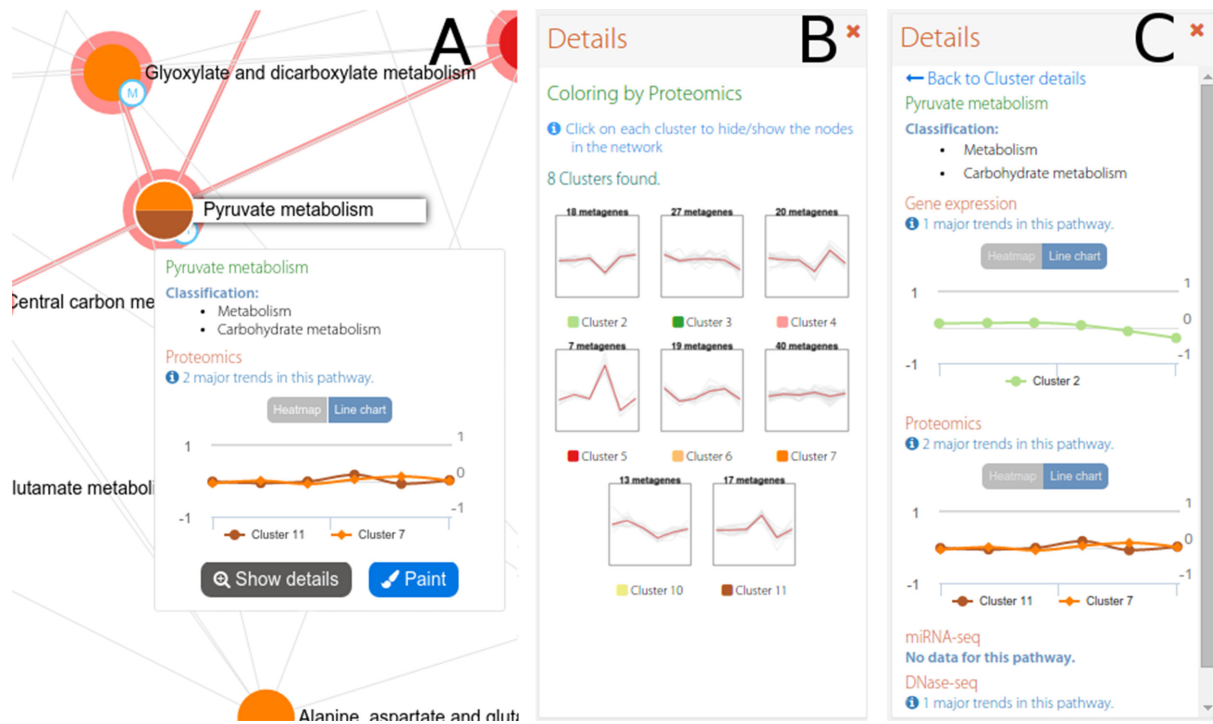 A
Glyoxylate and dicarboxylate metabolism
M
Pyruvate metabolism
Pyruvate metabolism
Classification:
• Metabolism
• Carbohydrate metabolism
Central carbon me
Proteomics
2 major trends in this pathway.
Heatmap Line chart
1 1
0
-1 -1
Cluster 11 Cluster 7
lutamate metaboli
Show details Paint
Alanine, aspartate and glut
Details B
Coloring by Proteomics
Click on each cluster to hide/show the nodes
in the network
8 Clusters found.
18 metagenes 27 metagenes 20 metagenes
Cluster 2 Cluster 3 Cluster 4
7 metagenes 19 metagenes 40 metagenes
Cluster 5 Cluster 6 Cluster 7
13 metagenes 17 metagenes
Cluster 10 Cluster 11
Details C
Back to Cluster details
Pyruvate metabolism
Classification:
• Metabolism
• Carbohydrate metabolism
Gene expression
1 major trends in this pathway.
Heatmap Line chart
1 1
0
-1 -1
Cluster 2
Proteomics
2 major trends in this pathway.
Heatmap Line chart
1 1
0
-1 -1
Cluster 11 Cluster 7
miRNA-seq
No data for this pathway.
DNase-seq
1 major trends in this pathway.